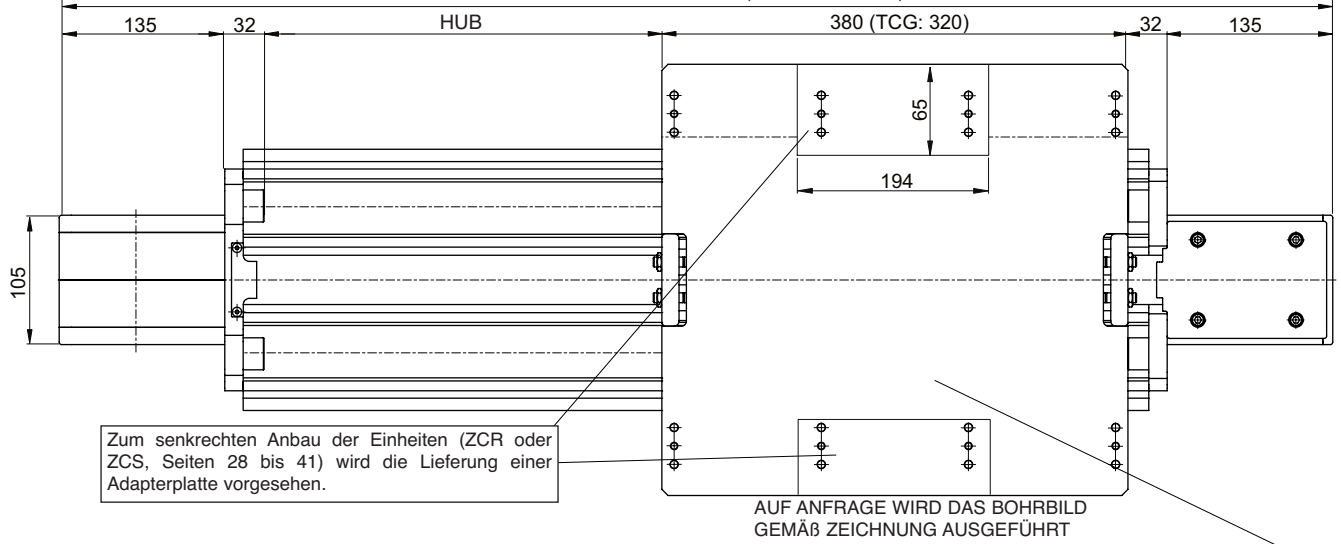 135
32
HUB
380 (TCG: 320)
32
135
65
194
105
Zum senkrechten Anbau der Einheiten (ZCR oder
ZCS, Seiten 28 bis 41) wird die Lieferung einer
Adapterplatte vorgesehen.
AUF ANFRAGE WIRD DAS BOHRBILD
GEMÄß ZEICHNUNG AUSGEFÜHRT